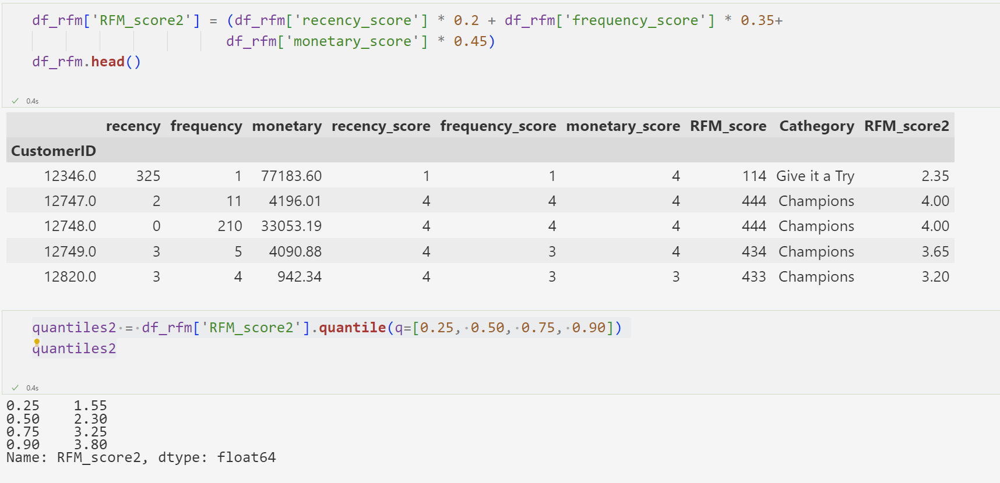 df_rfm['RFM_score2'] = (df_rfm['recency_score'] * 0.2 + df_rfm['frequency_score'] * 0.35+
df_rfm['monetary_score'] * 0.45)
df_rfm.head()
✓ 0.4s
recency frequency monetary recency_score frequency_score monetary_score RFM_score Cathegory RFM_score2
CustomerID
12346.0 325 1 77183.60 1 1 4 114 Give it a Try 2.35
12747.0 2 11 4196.01 4 4 4 444 Champions 4.00
12748.0 0 210 33053.19 4 4 4 444 Champions 4.00
12749.0 3 5 4090.88 4 3 4 434 Champions 3.65
12820.0 3 4 942.34 4 3 3 433 Champions 3.20
quantiles2 = df_rfm['RFM_score2'].quantile(q=[0.25, 0.50, 0.75, 0.90])
quantiles2
✓ 0.4s
0.25 1.55
0.50 2.30
0.75 3.25
0.90 3.80
Name: RFM_score2, dtype: float64